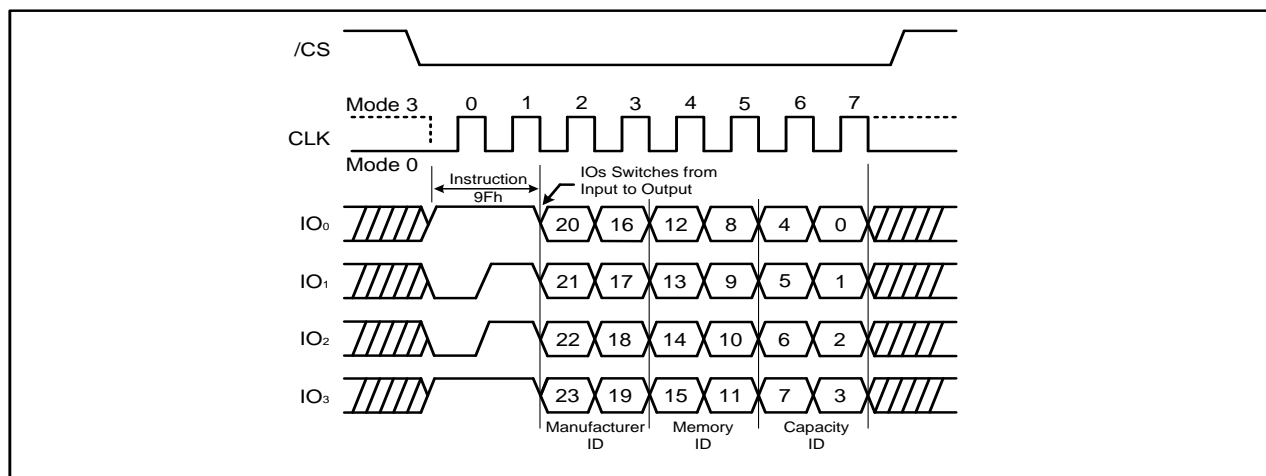 /CS
Mode 3 0 1 2 3 4 5 6 7
CLK
Mode 0
Instruction
9Fh
IOs Switches from
Input to Output
IO₀ 20 16 12 8 4 0
IO₁ 21 17 13 9 5 1
IO₂ 22 18 14 10 6 2
IO₃ 23 19 15 11 7 3
Manufacturer
ID
Memory
ID
Capacity
ID